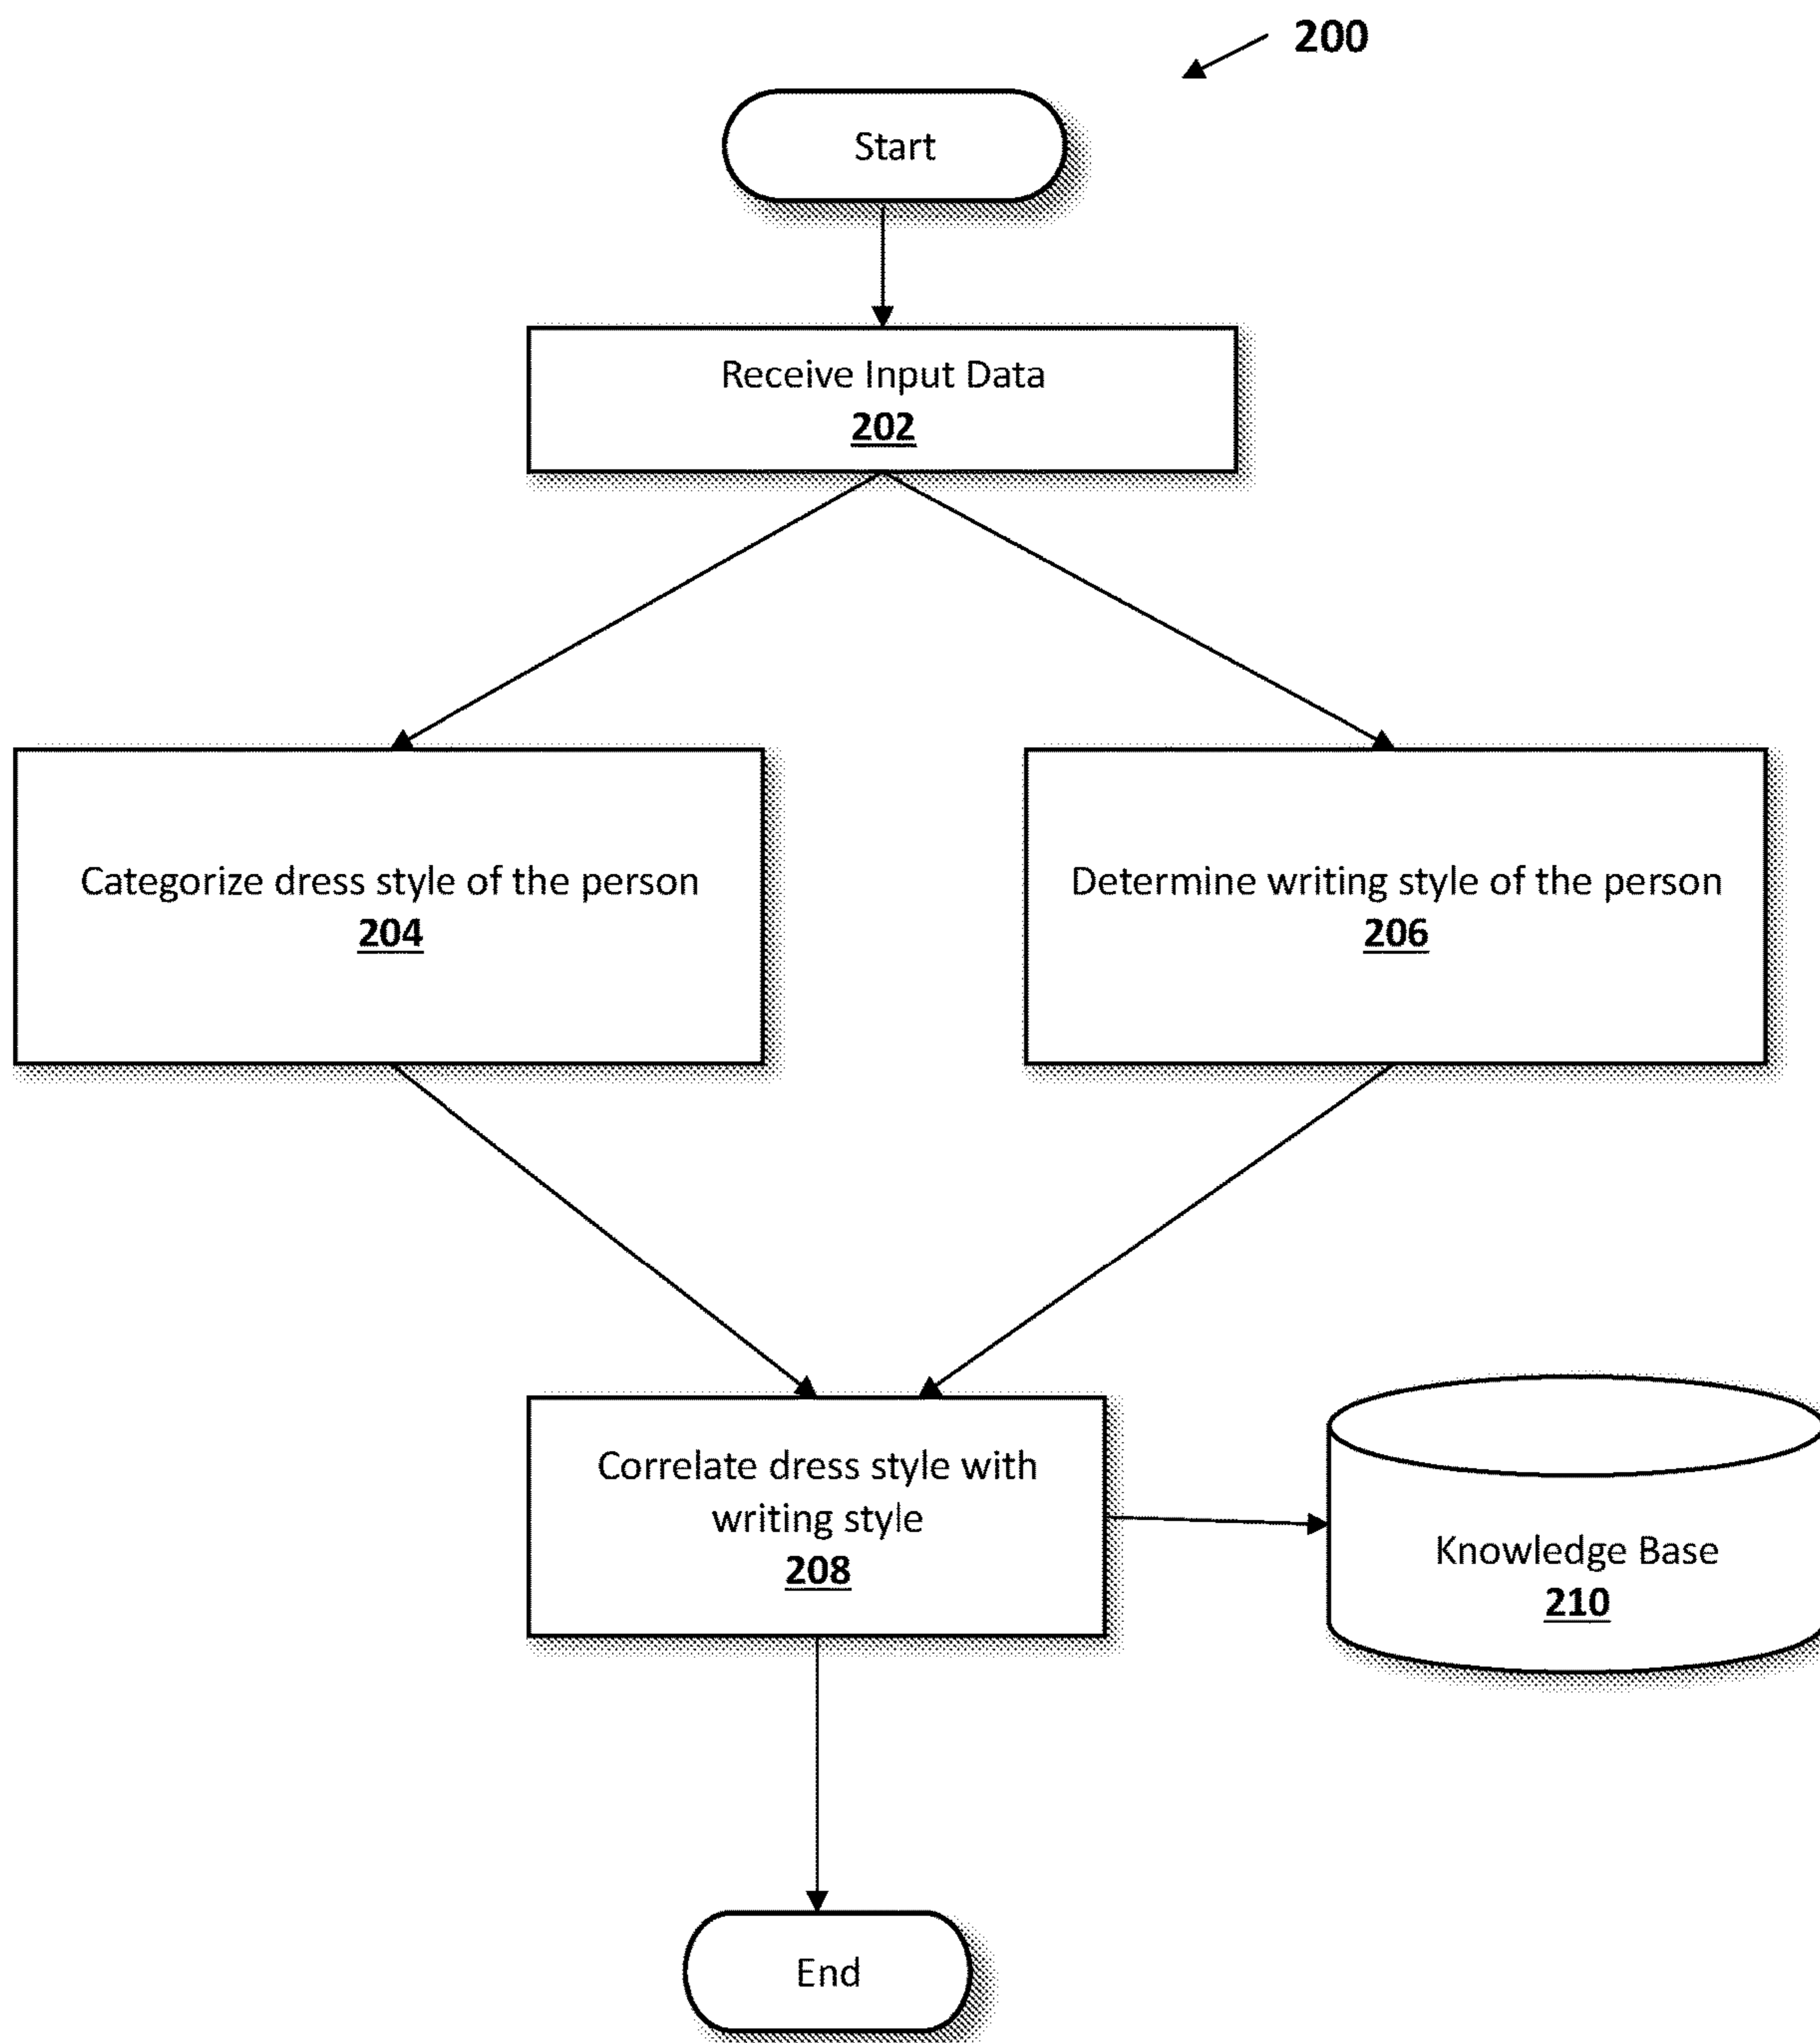 200
Start
Receive Input Data
202
Categorize dress style of the person
204
Determine writing style of the person
206
Correlate dress style with
writing style
208
Knowledge Base
210
End